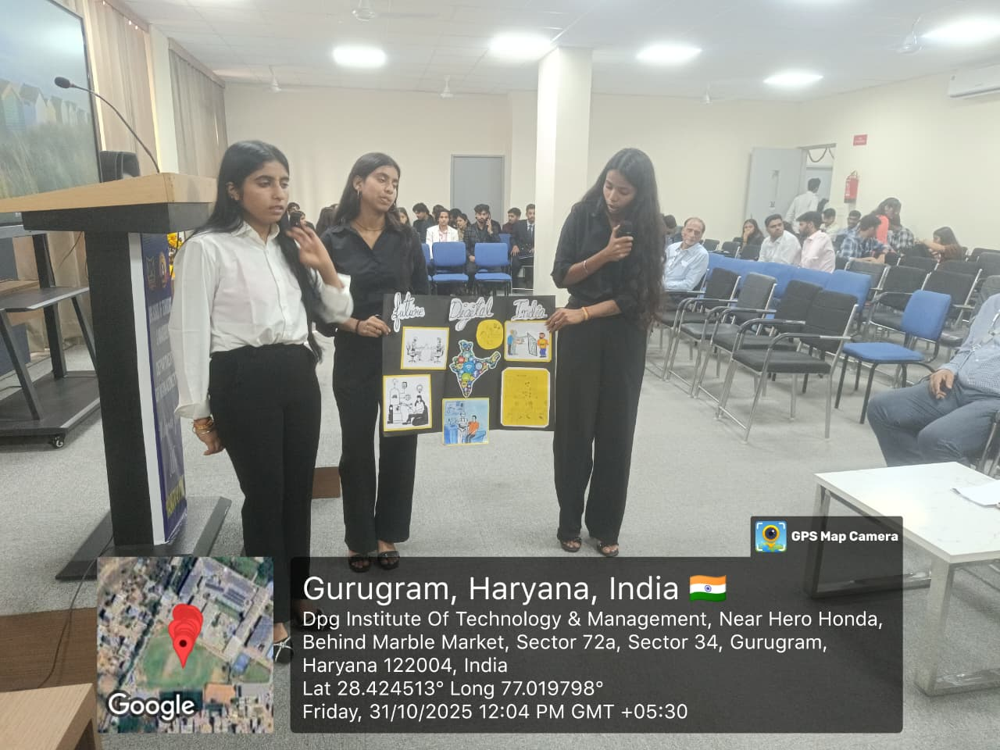 future Digital India
GPS Map Camera
Gurugram, Haryana, India
Dpg Institute Of Technology & Management, Near Hero Honda,
Behind Marble Market, Sector 72a, Sector 34, Gurugram,
Haryana 122004, India
Lat 28.424513° Long 77.019798°
Friday, 31/10/2025 12:04 PM GMT +05:30
Google